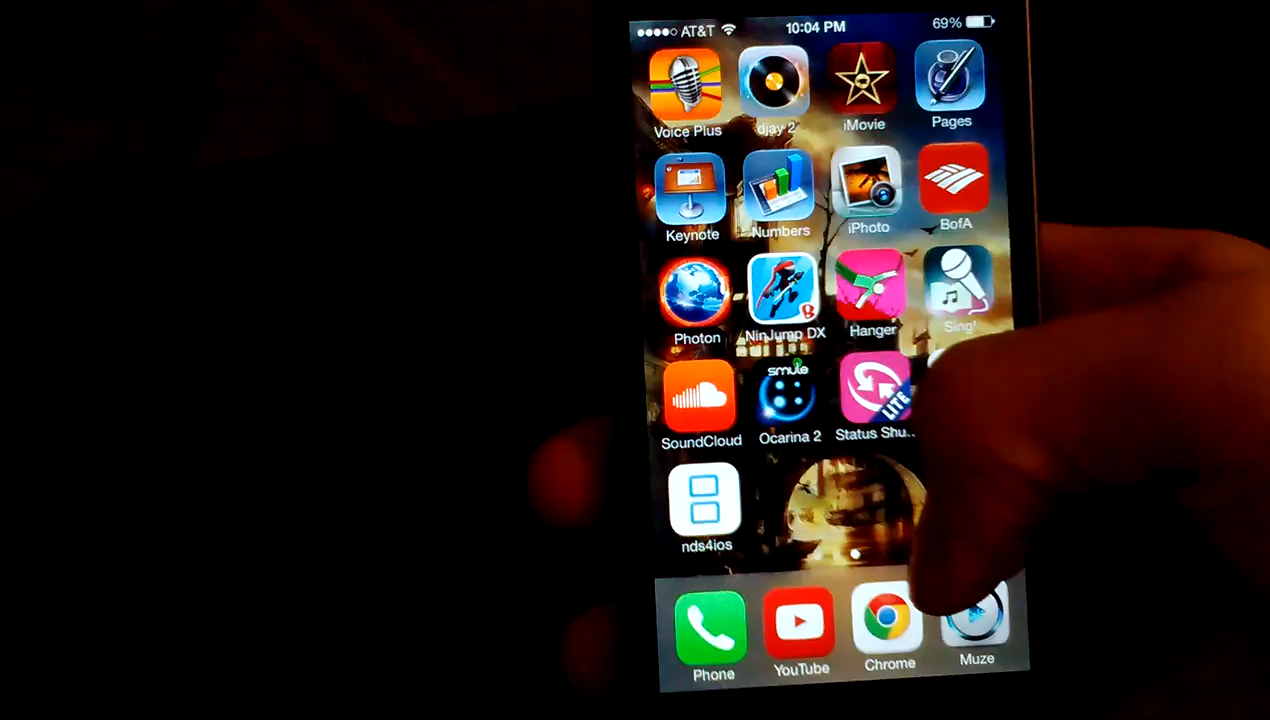 AT&T 10:04 PM 69%
Voice Plus djay 2 iMovie Pages
Keynote Numbers iPhoto BofA
Photon NinJump DX Hanger Sing!
smule
LITE
SoundCloud Ocarina 2 Status Shu...
nds4ios
Phone YouTube Chrome Muze